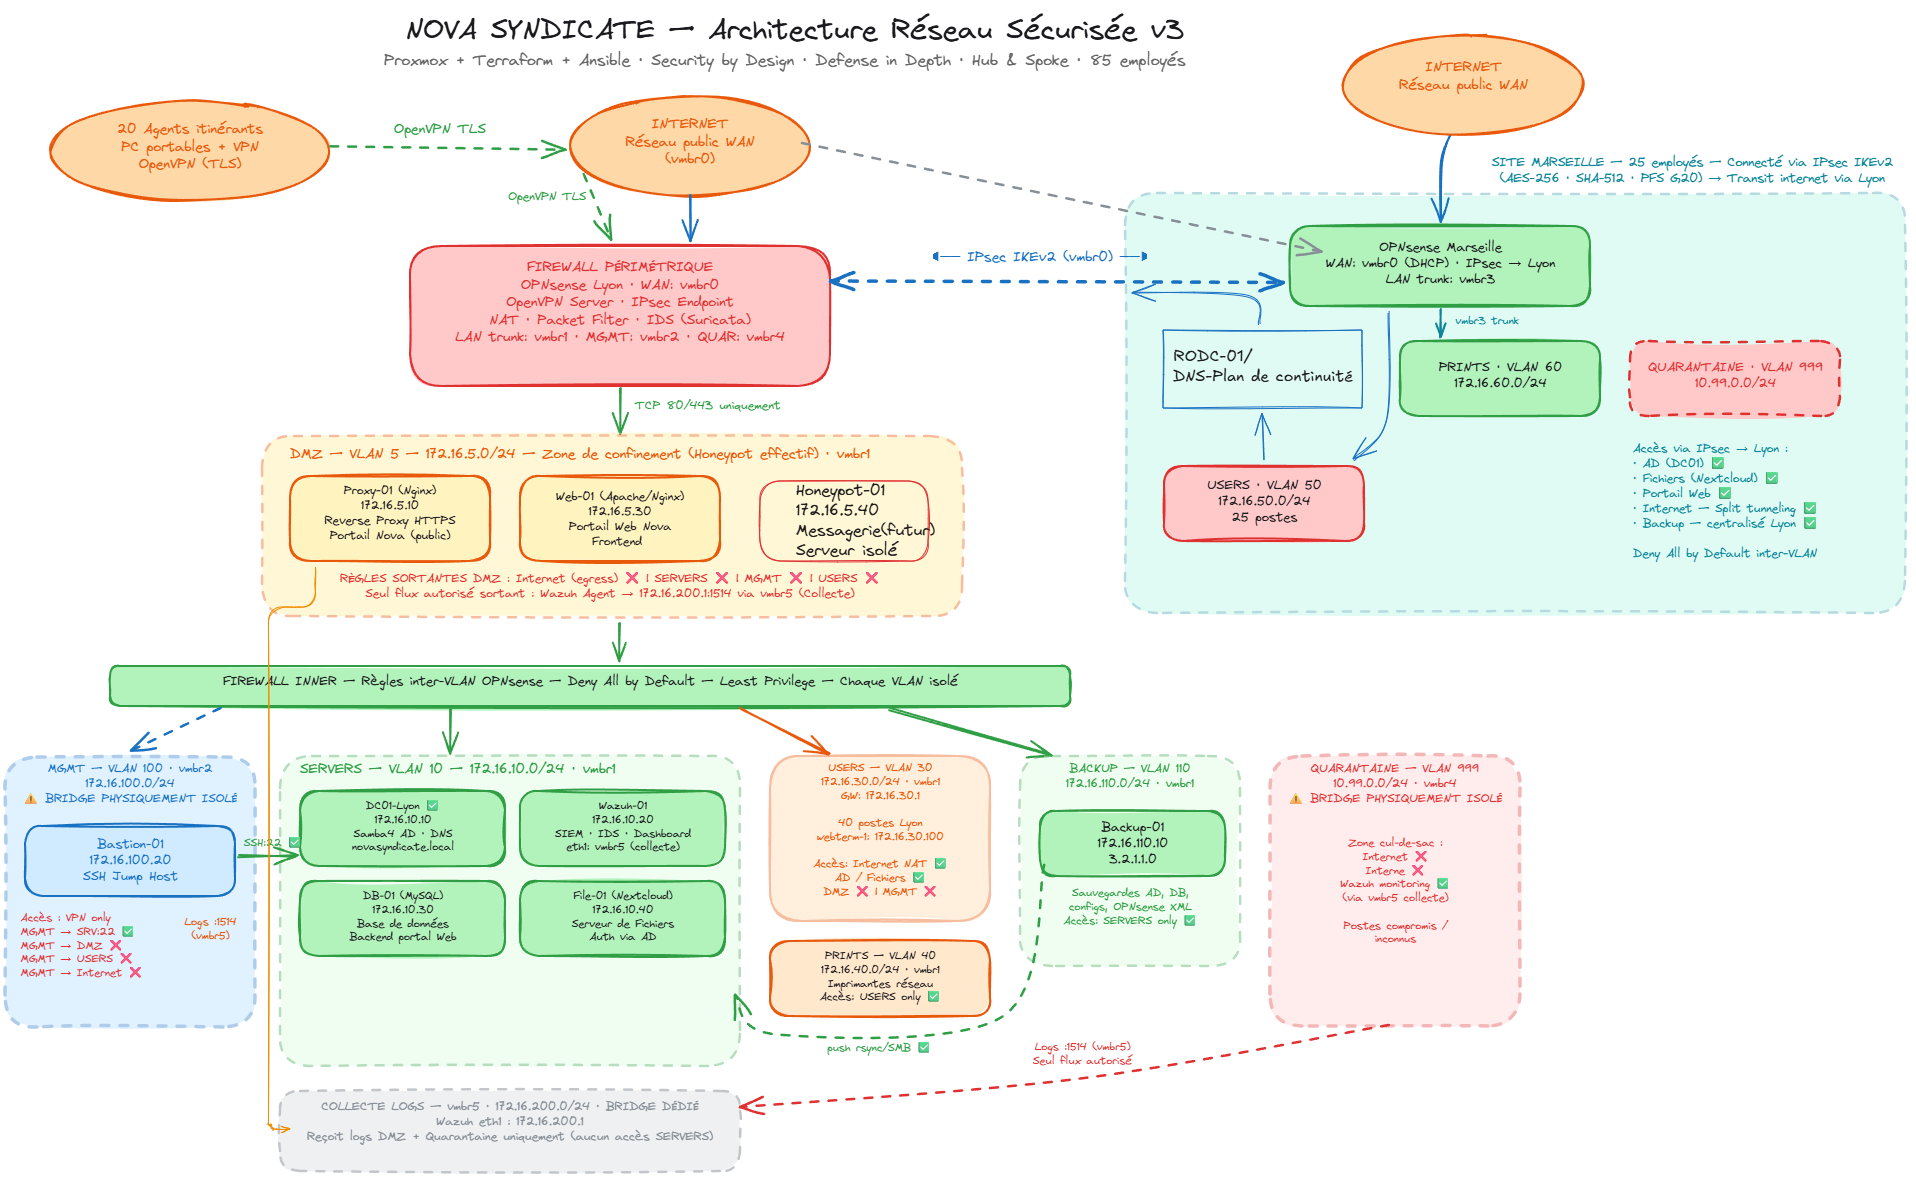 NOVA SYNDICATE — Architecture Réseau Sécurisée v3
Proxmox + Terraform + Ansible · Security by Design · Defense in Depth · Hub & Spoke · 85 employés
20 Agents itinérants
PC portables + VPN
OpenVPN (TLS)
OpenVPN TLS
INTERNET
Réseau public WAN
(vmbr0)
OpenVPN TLS
INTERNET
Réseau public WAN
SITE MARSEILLE — 25 employés — Connecté via IPsec IKEv2
(AES-256 · SHA-512 · PFS G20) → Transit internet via Lyon
FIREWALL PÉRIMÉTRIQUE
OPNsense Lyon · WAN: vmbr0
OpenVPN Server · IPsec Endpoint
NAT · Packet Filter · IDS (Suricata)
LAN trunk: vmbr1 · MGMT: vmbr2 · QUAR: vmbr4
IPsec IKEv2 (vmbr0)
OPNsense Marseille
WAN: vmbr0 (DHCP) · IPsec → Lyon
LAN trunk: vmbr3
vmbr3 trunk
RODC-01/
DNS-Plan de continuité
PRINTS · VLAN 60
172.16.60.0/24
QUARANTAINE · VLAN 999
10.99.0.0/24
USERS · VLAN 50
172.16.50.0/24
25 postes
Accès via IPsec → Lyon :
· AD (DC01) ✅
· Fichiers (Nextcloud) ✅
· Portail Web ✅
· Internet — Split tunneling ✅
· Backup — centralisé Lyon ✅
Deny All by Default inter-VLAN
TCP 80/443 uniquement
DMZ — VLAN 5 — 172.16.5.0/24 — Zone de confinement (Honeypot effectif) · vmbr1
Proxy-01 (Nginx)
172.16.5.10
Reverse Proxy HTTPS
Portail Nova (public)
Web-01 (Apache/Nginx)
172.16.5.30
Portail Web Nova
Frontend
Honeypot-01
172.16.5.40
Messagerie(futur)
Serveur isolé
RÈGLES SORTANTES DMZ : Internet (egress) ❌ | SERVERS ❌ | MGMT ❌ | USERS ❌
Seul flux autorisé sortant : Wazuh Agent → 172.16.200.1:1514 via vmbr5 (Collecte)
FIREWALL INNER — Règles inter-VLAN OPNsense — Deny All by Default — Least Privilege — Chaque VLAN isolé
MGMT — VLAN 100 · vmbr2
172.16.100.0/24
⚠️ BRIDGE PHYSIQUEMENT ISOLÉ
Bastion-01
172.16.100.20
SSH Jump Host
Accès : VPN only
MGMT → SRV:22 ✅
MGMT → DMZ ❌
MGMT → USERS ❌
MGMT → Internet ❌
Logs :1514
(vmbr5)
SSH:22 ✅
SERVERS — VLAN 10 — 172.16.10.0/24 · vmbr1
DC01-Lyon ✅
172.16.10.10
Samba4 AD · DNS
novasyndicate.local
Wazuh-01
172.16.10.20
SIEM · IDS · Dashboard
eth1: vmbr5 (collecte)
DB-01 (MySQL)
172.16.10.30
Base de données
Backend portal Web
File-01 (Nextcloud)
172.16.10.40
Serveur de Fichiers
Auth via AD
USERS — VLAN 30
172.16.30.0/24 · vmbr1
GW: 172.16.30.1
40 postes Lyon
webterm-1: 172.16.30.100
Accès: Internet NAT ✅
AD / Fichiers ✅
DMZ ❌ | MGMT ❌
PRINTS — VLAN 40
172.16.40.0/24 · vmbr1
Imprimantes réseau
Accès: USERS only ✅
BACKUP — VLAN 110
172.16.110.0/24 · vmbr1
Backup-01
172.16.110.10
3.2.1.1.0
Sauvegardes AD, DB,
configs, OPNsense XML
Accès: SERVERS only ✅
push rsync/SMB ✅
QUARANTAINE — VLAN 999
10.99.0.0/24 · vmbr4
⚠️ BRIDGE PHYSIQUEMENT ISOLÉ
Zone cul-de-sac :
Internet ❌
Interne ❌
Wazuh monitoring ✅
(via vmbr5 collecte)
Postes compromis /
inconnus
Logs :1514 (vmbr5)
Seul flux autorisé
COLLECTE LOGS — vmbr5 · 172.16.200.0/24 · BRIDGE DÉDIÉ
Wazuh eth1 : 172.16.200.1
Reçoit logs DMZ + Quarantaine uniquement (aucun accès SERVERS)